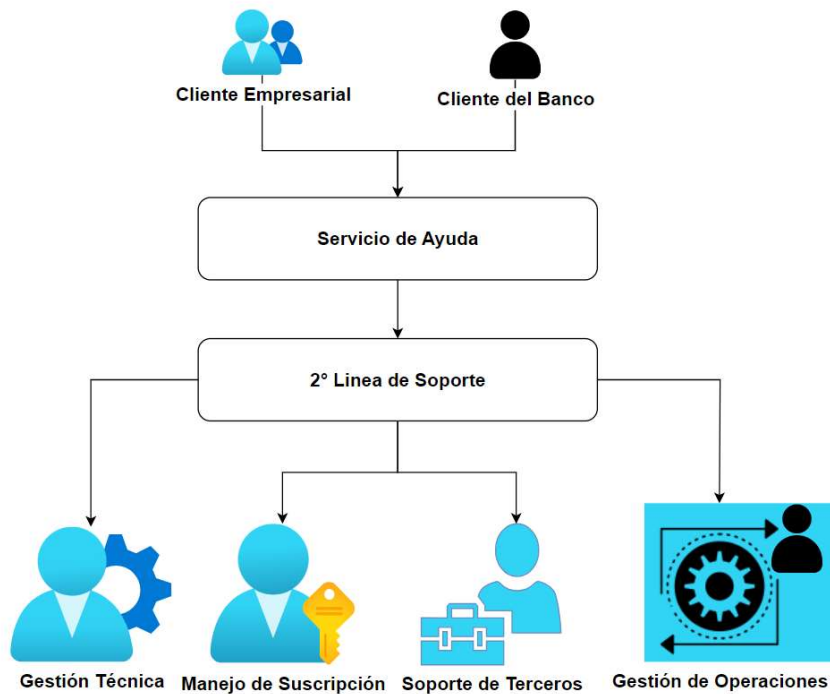 Cliente Empresarial
Cliente del Banco
Servicio de Ayuda
2° Linea de Soporte
Gestión Técnica
Manejo de Suscripción
Soporte de Terceros
Gestión de Operaciones